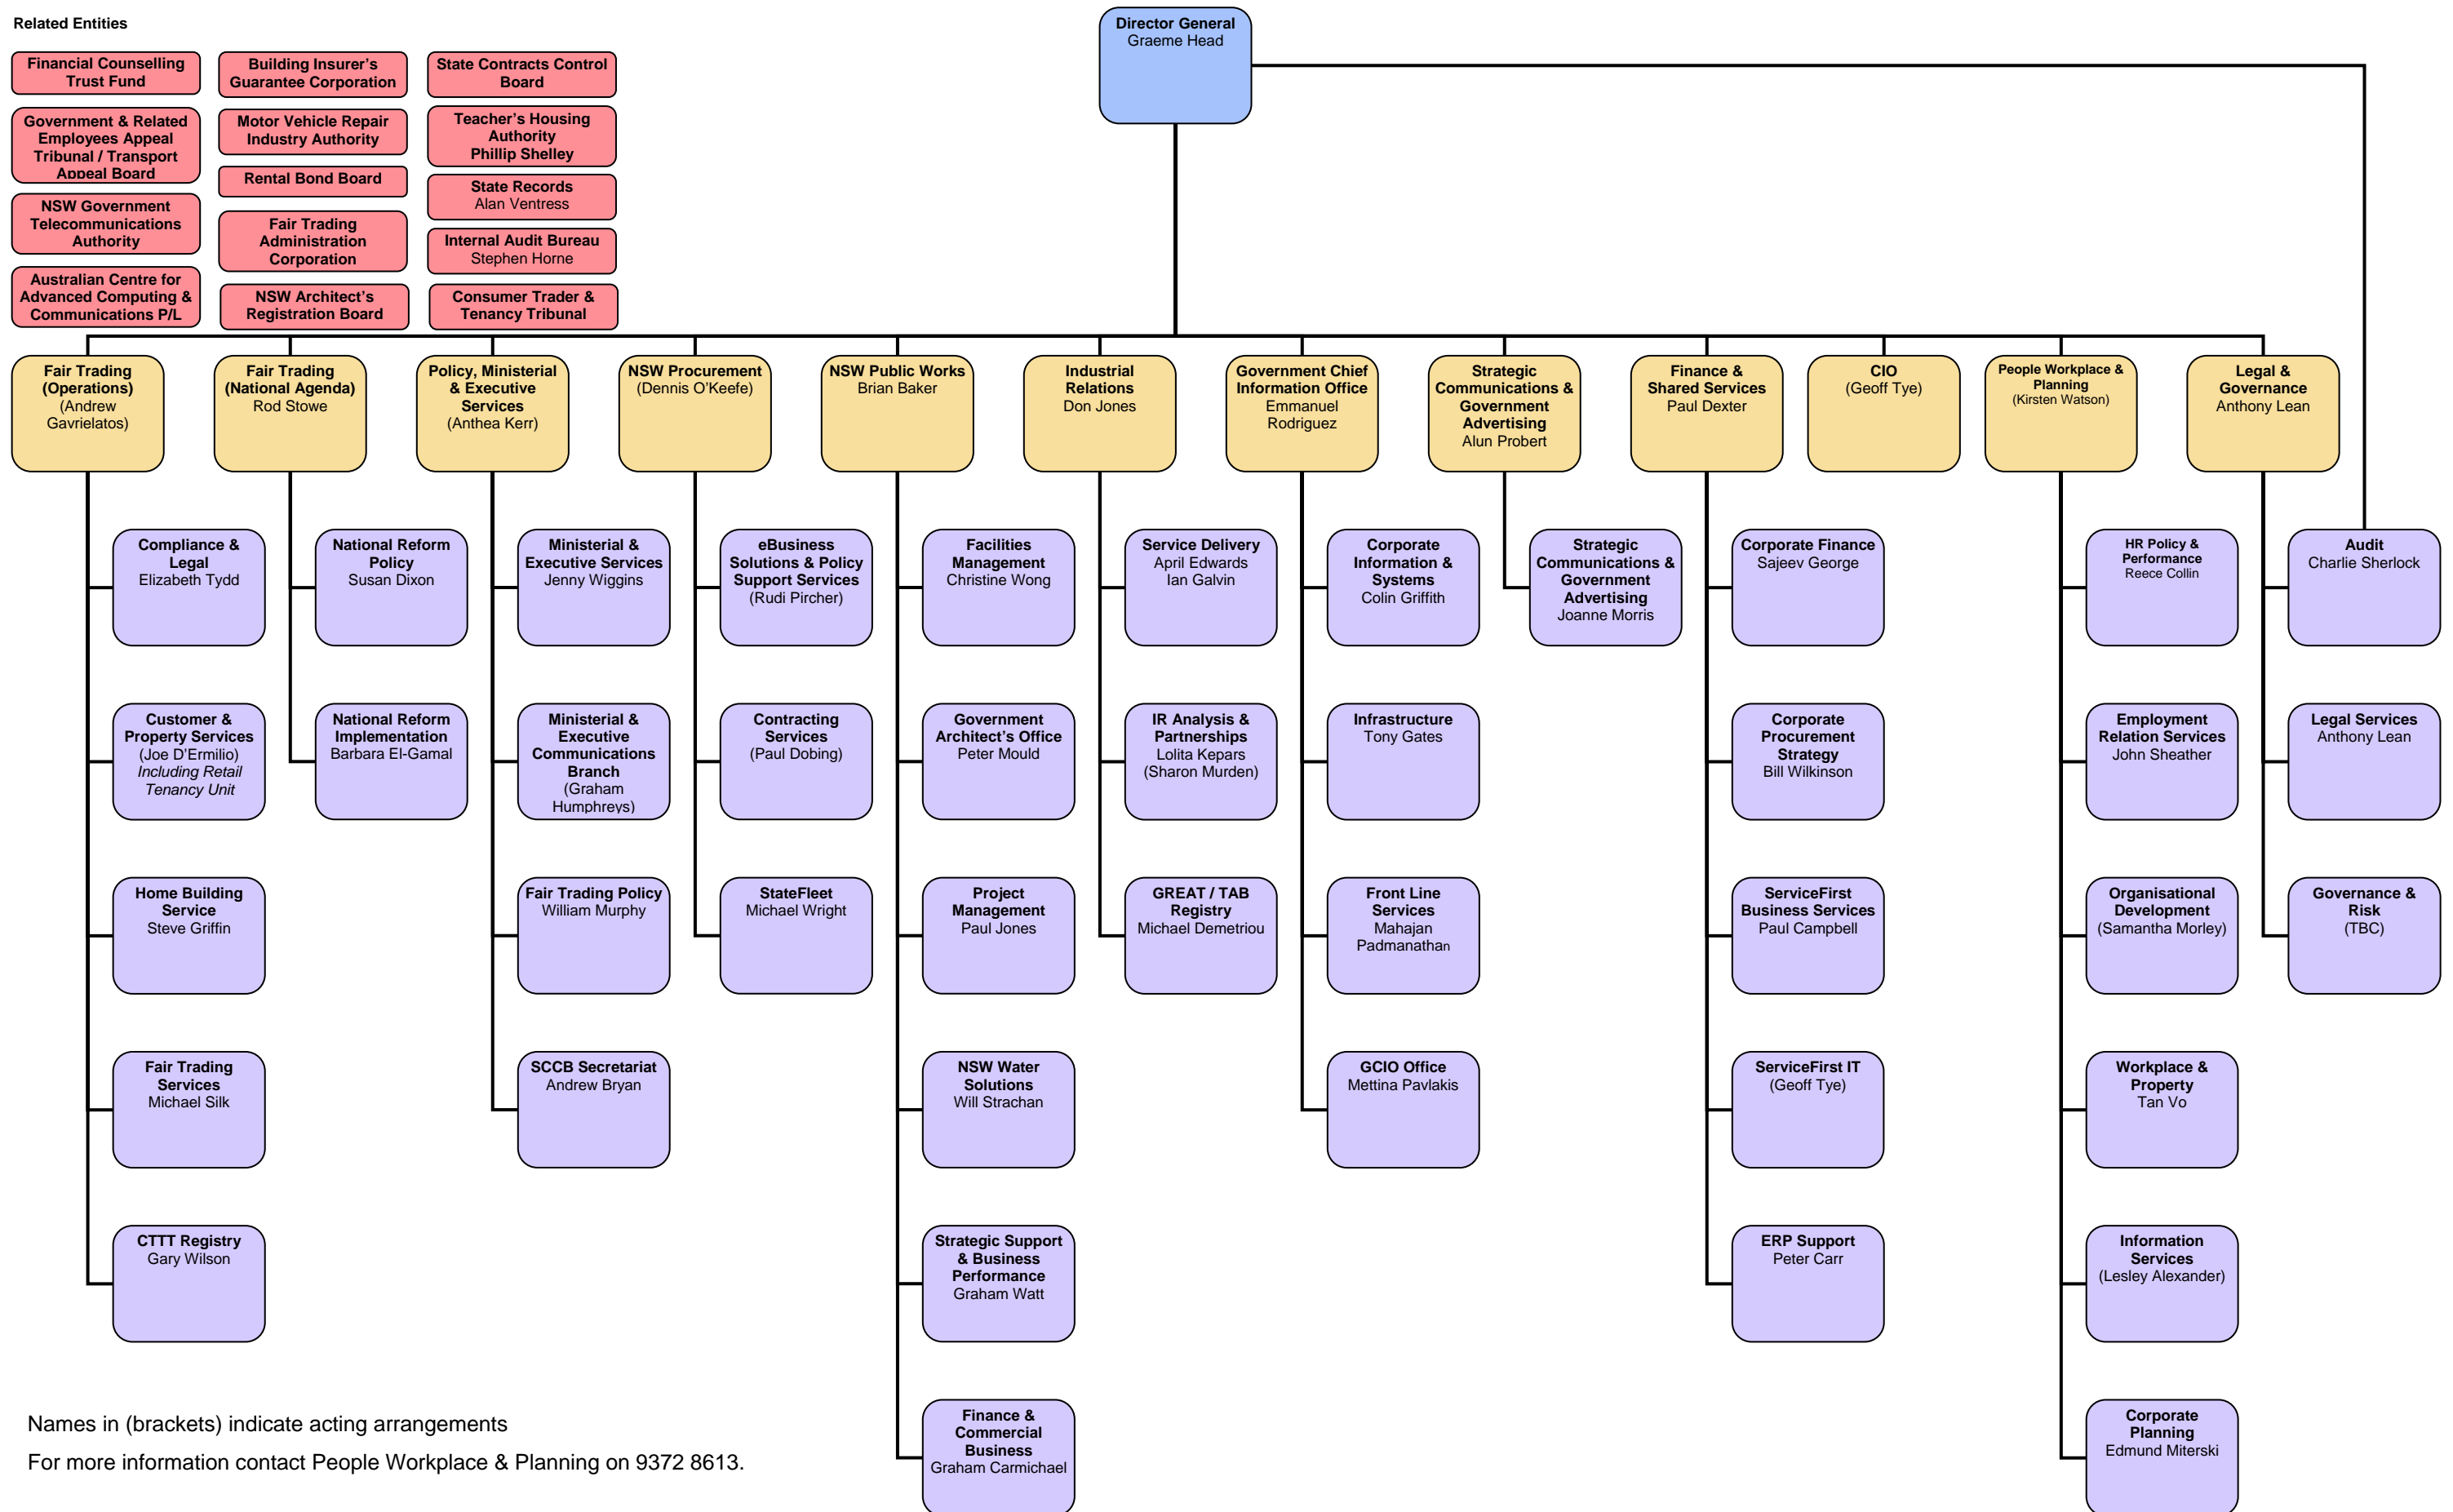 Related Entities
Financial Counselling
Trust Fund
Government & Related
Employees Appeal
Tribunal / Transport
Appeal Board
NSW Government
Telecommunications
Authority
Australian Centre for
Advanced Computing &
Communications P/L
Building Insurer's
Guarantee Corporation
Motor Vehicle Repair
Industry Authority
Rental Bond Board
Fair Trading
Administration
Corporation
NSW Architect's
Registration Board
State Contracts Control
Board
Teacher's Housing
Authority
Phillip Shelley
State Records
Alan Ventress
Internal Audit Bureau
Stephen Horne
Consumer Trader &
Tenancy Tribunal
Director General
Graeme Head
Fair Trading
(Operations)
(Andrew
Gavrielatos)
Compliance &
Legal
Elizabeth Tydd
Customer &
Property Services
(Joe D'Ermilio)
Including Retail
Tenancy Unit
Home Building
Service
Steve Griffin
Fair Trading
Services
Michael Silk
CTTT Registry
Gary Wilson
Fair Trading
(National Agenda)
Rod Stowe
National Reform
Policy
Susan Dixon
National Reform
Implementation
Barbara El-Gamal
Policy, Ministerial
& Executive
Services
(Anthea Kerr)
Ministerial &
Executive Services
Jenny Wiggins
Ministerial &
Executive
Communications
Branch
(Graham
Humphreys)
Fair Trading Policy
William Murphy
SCCB Secretariat
Andrew Bryan
NSW Procurement
(Dennis O'Keefe)
eBusiness
Solutions & Policy
Support Services
(Rudi Pircher)
Contracting
Services
(Paul Dobing)
StateFleet
Michael Wright
NSW Public Works
Brian Baker
Facilities
Management
Christine Wong
Government
Architect's Office
Peter Mould
Project
Management
Paul Jones
NSW Water
Solutions
Will Strachan
Strategic Support
& Business
Performance
Graham Watt
Finance &
Commercial
Business
Graham Carmichael
Industrial
Relations
Don Jones
Service Delivery
April Edwards
Ian Galvin
IR Analysis &
Partnerships
Lolita Kepars
(Sharon Murden)
GREAT / TAB
Registry
Michael Demetriou
Government Chief
Information Office
Emmanuel
Rodriguez
Corporate
Information &
Systems
Colin Griffith
Infrastructure
Tony Gates
Front Line
Services
Mahajan
Padmanathan
GCIO Office
Mettina Pavlakis
Strategic
Communications &
Government
Advertising
Alun Probert
Strategic
Communications &
Government
Advertising
Joanne Morris
Finance &
Shared Services
Paul Dexter
Corporate Finance
Sajeev George
Corporate
Procurement
Strategy
Bill Wilkinson
ServiceFirst
Business Services
Paul Campbell
ServiceFirst IT
(Geoff Tye)
ERP Support
Peter Carr
CIO
(Geoff Tye)
People Workplace &
Planning
(Kirsten Watson)
HR Policy &
Performance
Reece Collin
Employment
Relation Services
John Sheather
Organisational
Development
(Samantha Morley)
Workplace &
Property
Tan Vo
Information
Services
(Lesley Alexander)
Corporate
Planning
Edmund Miterski
Legal &
Governance
Anthony Lean
Audit
Charlie Sherlock
Legal Services
Anthony Lean
Governance &
Risk
(TBC)
Names in (brackets) indicate acting arrangements
For more information contact People Workplace & Planning on 9372 8613.